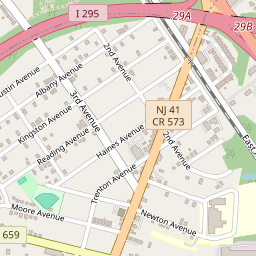 I 295
29A
29B
2nd Avenue
Austin Avenue
Albany Avenue
3rd Avenue
NJ 41
CR 573
Kingston Avenue
Haines Avenue
2nd Avenue
Reading Avenue
East
Trenton Avenue
Moore Avenue
Newton Avenue
659